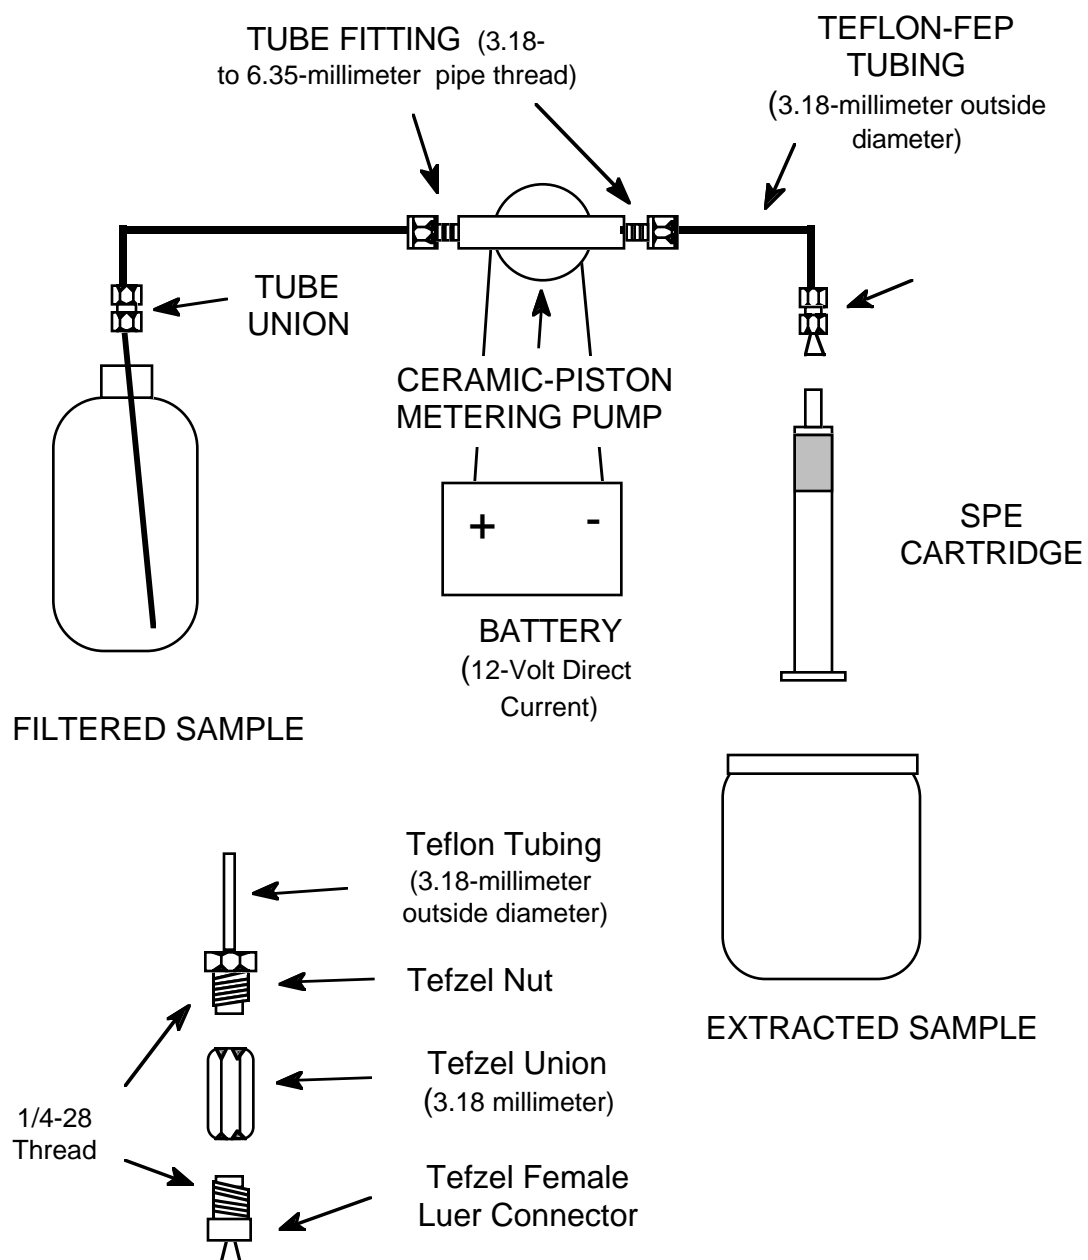 TUBE FITTING (3.18-
to 6.35-millimeter pipe thread)
TEFLON-FEP
TUBING
(3.18-millimeter outside
diameter)
TUBE
UNION
CERAMIC-PISTON
METERING PUMP
+ -
SPE
CARTRIDGE
BATTERY
(12-Volt Direct
Current)
FILTERED SAMPLE
EXTRACTED SAMPLE
Teflon Tubing
(3.18-millimeter
outside diameter)
Tefzel Nut
Tefzel Union
(3.18 millimeter)
1/4-28
Thread
Tefzel Female
Luer Connector